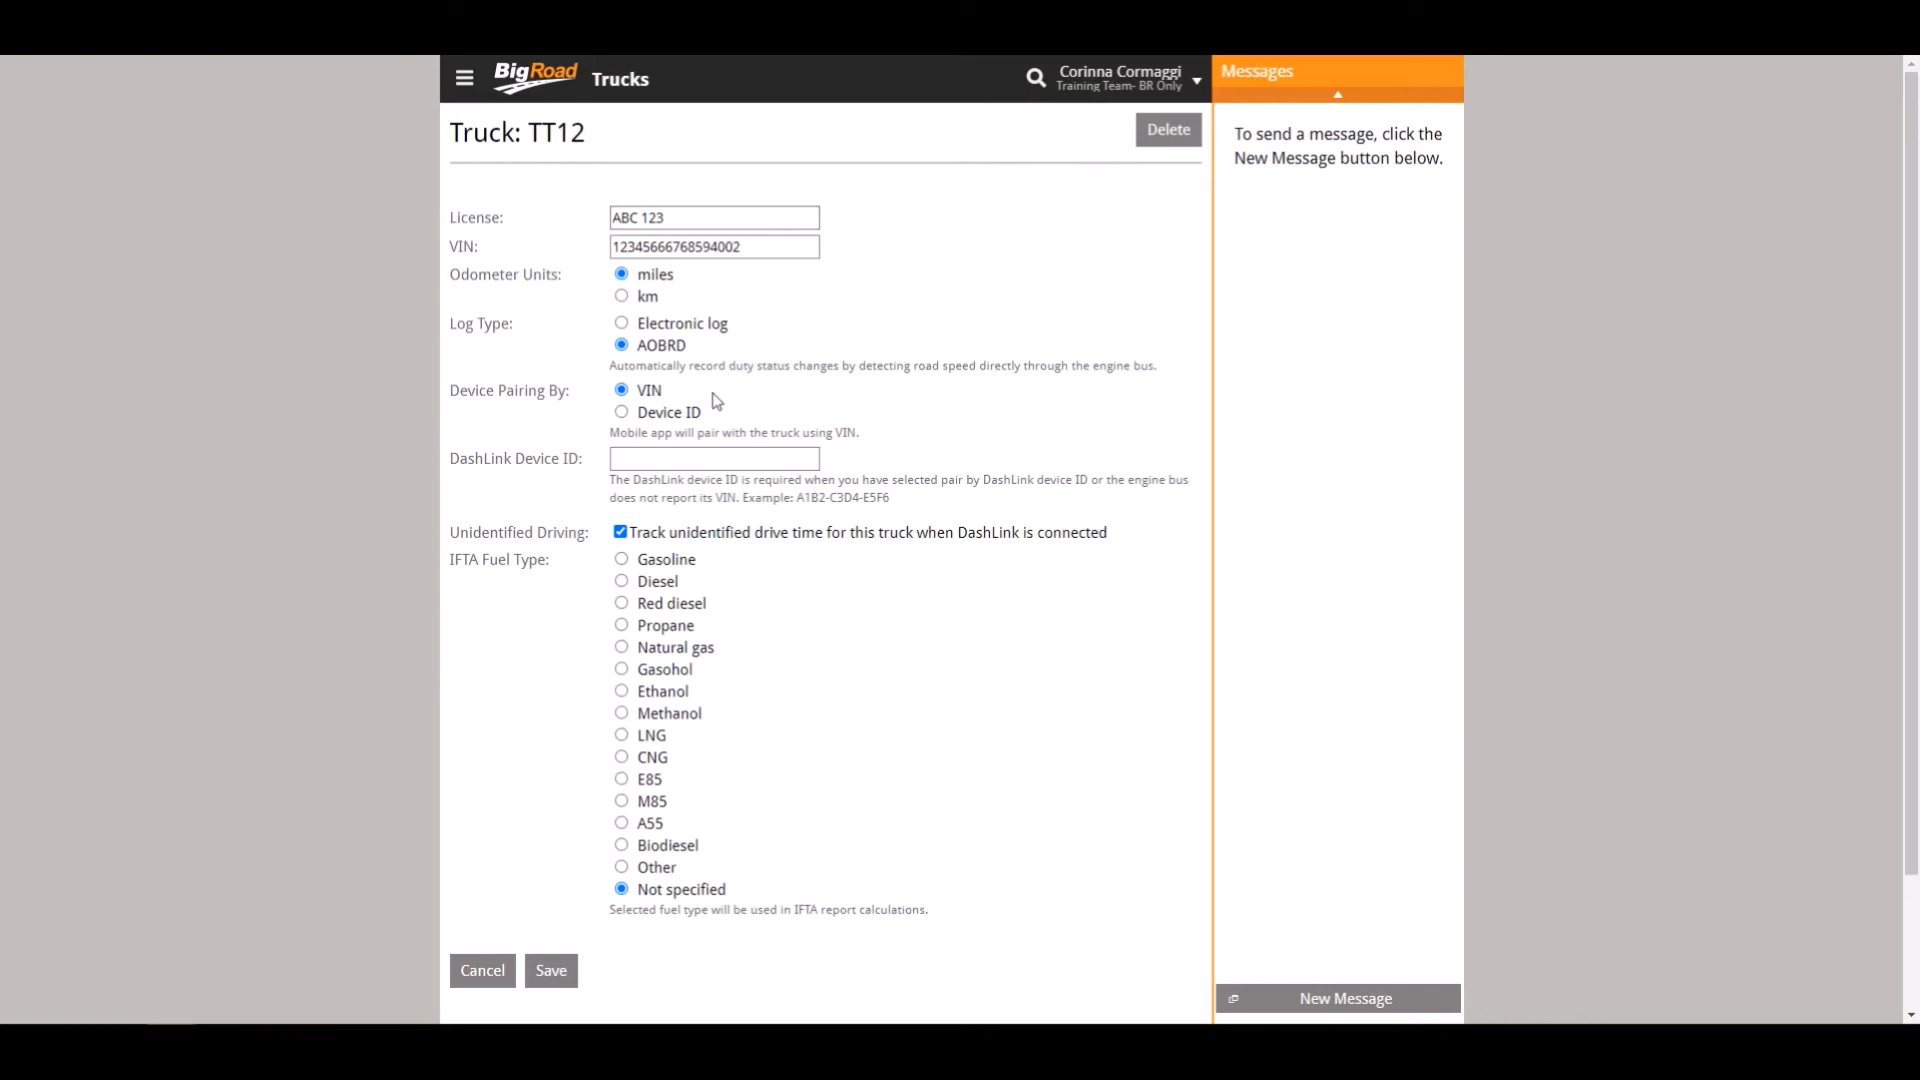 BigRoad
Trucks
Corinna Cormaggi
Training Team- BR Only
Messages
Truck: TT12
Delete
To send a message, click the
New Message button below.
License:
ABC 123
VIN:
12345666768594002
Odometer Units:
miles
km
Log Type:
Electronic log
AOBRD
Automatically record duty status changes by detecting road speed directly through the engine bus.
Device Pairing By:
VIN
Device ID
Mobile app will pair with the truck using VIN.
DashLink Device ID:
The DashLink device ID is required when you have selected pair by DashLink device ID or the engine bus
does not report its VIN. Example: A1B2-C3D4-E5F6
Unidentified Driving:
Track unidentified drive time for this truck when DashLink is connected
IFTA Fuel Type:
Gasoline
Diesel
Red diesel
Propane
Natural gas
Gasohol
Ethanol
Methanol
LNG
CNG
E85
M85
A55
Biodiesel
Other
Not specified
Selected fuel type will be used in IFTA report calculations.
Cancel
Save
New Message